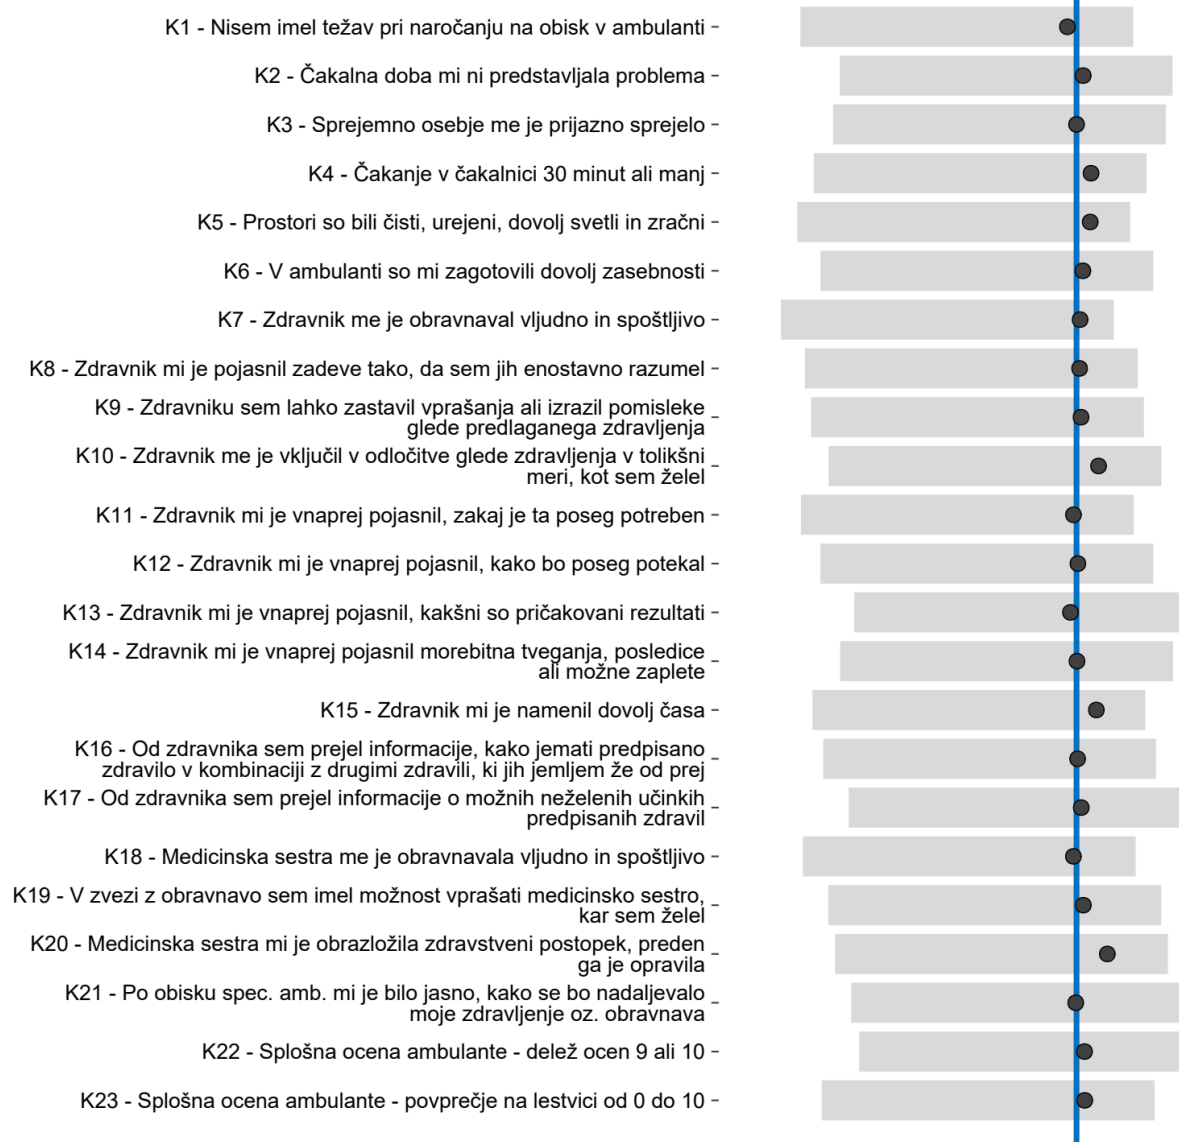 K1 - Nisem imel težav pri naročanju na obisk v ambulanti
K2 - Čakalna doba mi ni predstavljala problema
K3 - Sprejemno osebje me je prijazno sprejelo
K4 - Čakanje v čakalnici 30 minut ali manj
K5 - Prostori so bili čisti, urejeni, dovolj svetli in zračni
K6 - V ambulanti so mi zagotovili dovolj zasebnosti
K7 - Zdravnik me je obravnaval vljudno in spoštljivo
K8 - Zdravnik mi je pojasnil zadeve tako, da sem jih enostavno razumel
K9 - Zdravniku sem lahko zastavil vprašanja ali izrazil pomisleke
glede predlaganega zdravljenja
K10 - Zdravnik me je vključil v odločitve glede zdravljenja v tolikšni
meri, kot sem želel
K11 - Zdravnik mi je vnaprej pojasnil, zakaj je ta poseg potreben
K12 - Zdravnik mi je vnaprej pojasnil, kako bo poseg potekal
K13 - Zdravnik mi je vnaprej pojasnil, kakšni so pričakovani rezultati
K14 - Zdravnik mi je vnaprej pojasnil morebitna tveganja, posledice
ali možne zaplete
K15 - Zdravnik mi je namenil dovolj časa
K16 - Od zdravnika sem prejel informacije, kako jemati predpisano
zdravilo v kombinaciji z drugimi zdravili, ki jih jemljem že od prej
K17 - Od zdravnika sem prejel informacije o možnih neželenih učinkih
predpisanih zdravil
K18 - Medicinska sestra me je obravnavala vljudno in spoštljivo
K19 - V zvezi z obravnavo sem imel možnost vprašati medicinsko sestro,
kar sem želel
K20 - Medicinska sestra mi je obrazložila zdravstveni postopek, preden
ga je opravila
K21 - Po obisku spec. amb. mi je bilo jasno, kako se bo nadaljevalo
moje zdravljenje oz. obravnava
K22 - Splošna ocena ambulante - delež ocen 9 ali 10
K23 - Splošna ocena ambulante - povprečje na lestvici od 0 do 10